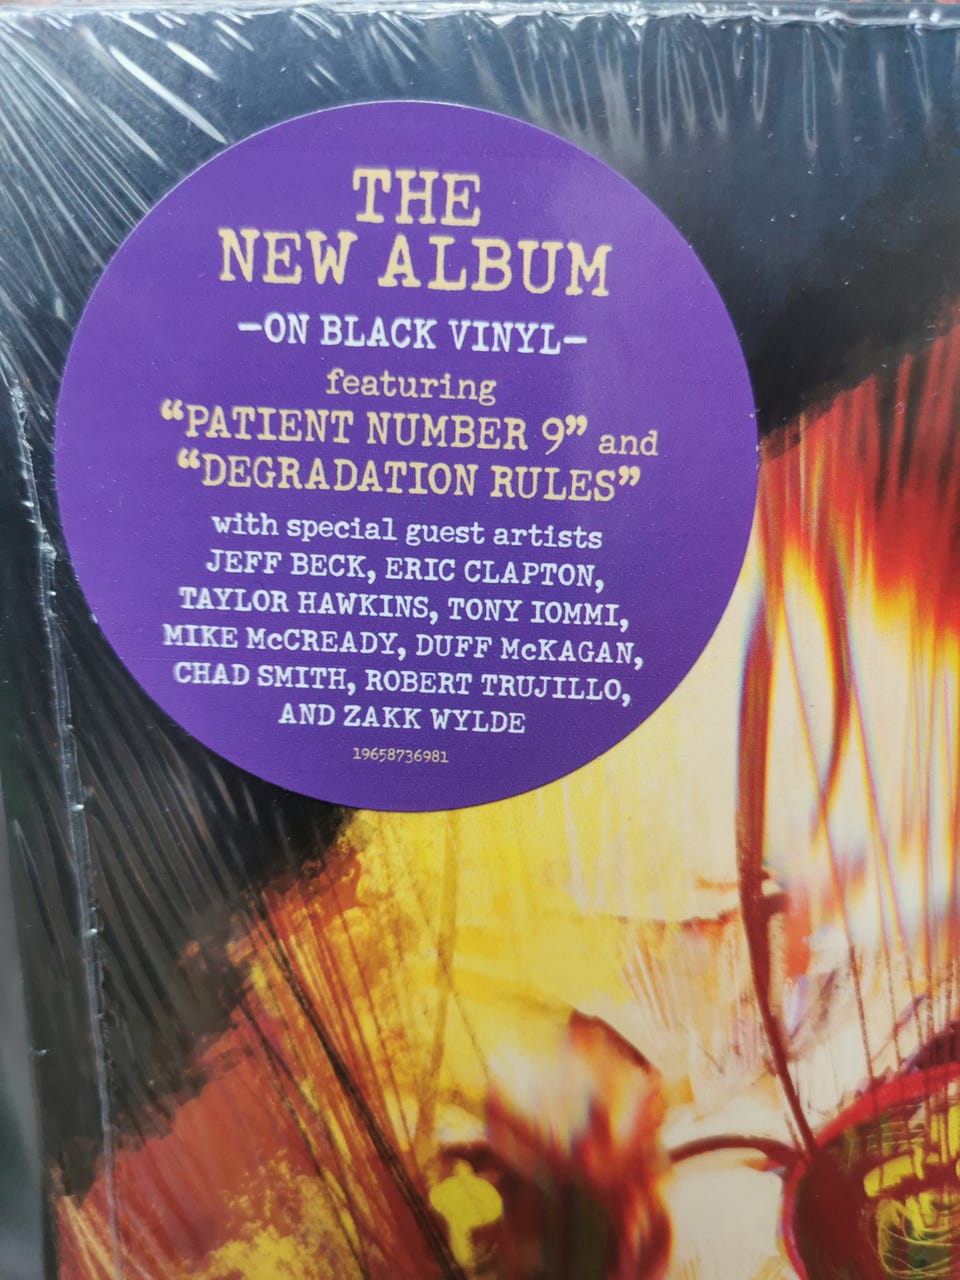 THE
NEW ALBUM
–ON BLACK VINYL–
featuring
“PATIENT NUMBER 9” and
“DEGRADATION RULES”
with special guest artists
JEFF BECK, ERIC CLAPTON,
TAYLOR HAWKINS, TONY IOMMI,
MIKE McCREADY, DUFF McKAGAN,
CHAD SMITH, ROBERT TRUJILLO,
AND ZAKK WYLDE
19658736981